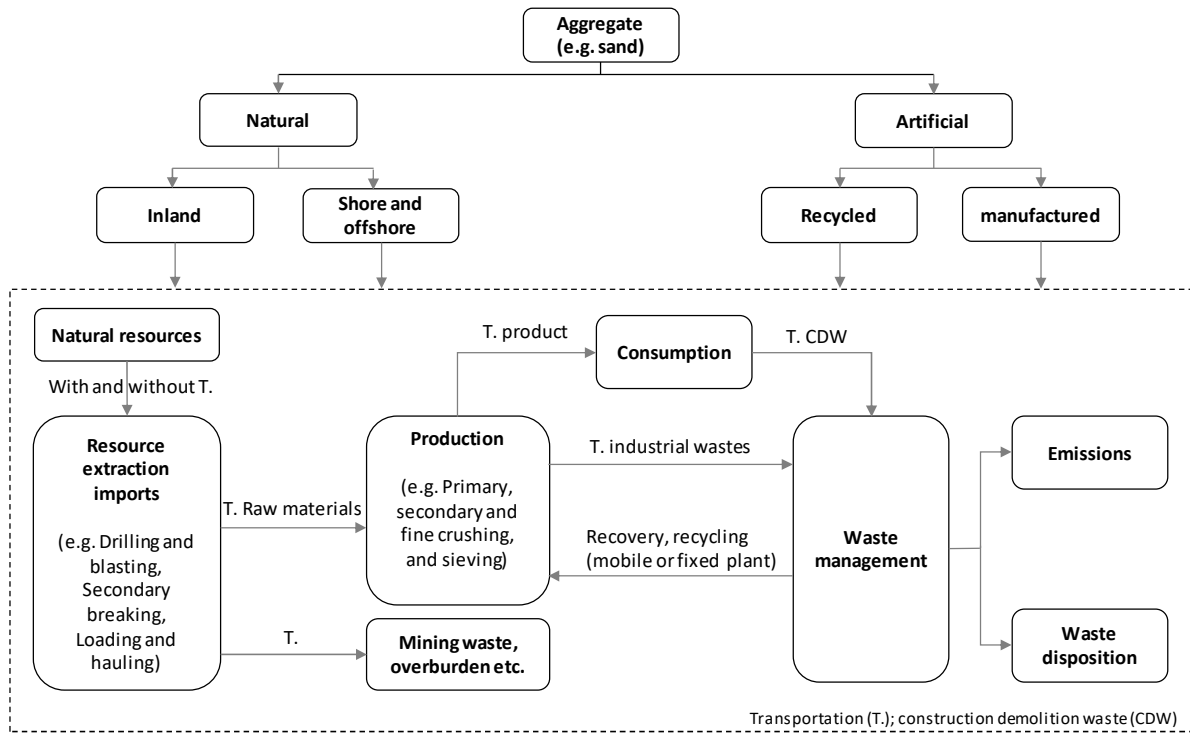 Aggregate
(e.g. sand)
Natural
Artificial
Inland
Shore and
offshore
Recycled
manufactured
Natural resources
With and without T.
Resource
extraction
imports
(e.g. Drilling and
blasting,
Secondary
breaking,
Loading and
hauling)
T. Raw materials
T.
Production
(e.g. Primary,
secondary and
fine crushing,
and sieving)
Mining waste,
overburden etc.
T. product
Consumption
T. CDW
T. industrial wastes
Recovery, recycling
(mobile or fixed plant)
Waste
management
Emissions
Waste
disposition
Transportation (T.); construction demolition waste (CDW)